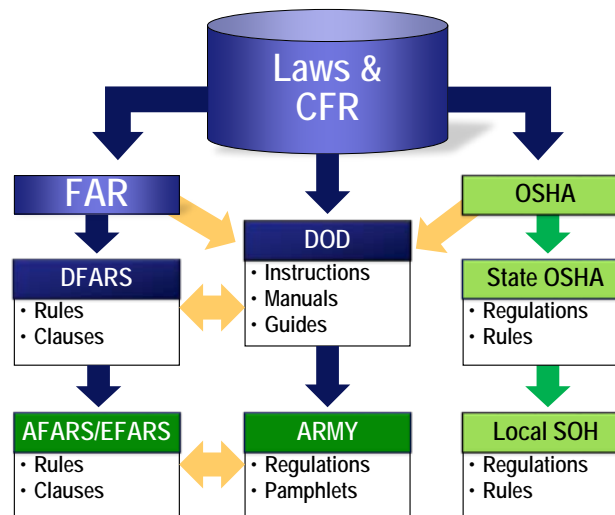 Laws &
CFR
FAR
OSHA
DOD
· Instructions
· Manuals
· Guides
DFARS
· Rules
· Clauses
State OSHA
· Regulations
· Rules
AFARS/EFARS
· Rules
· Clauses
ARMY
· Regulations
· Pamphlets
Local SOH
· Regulations
· Rules